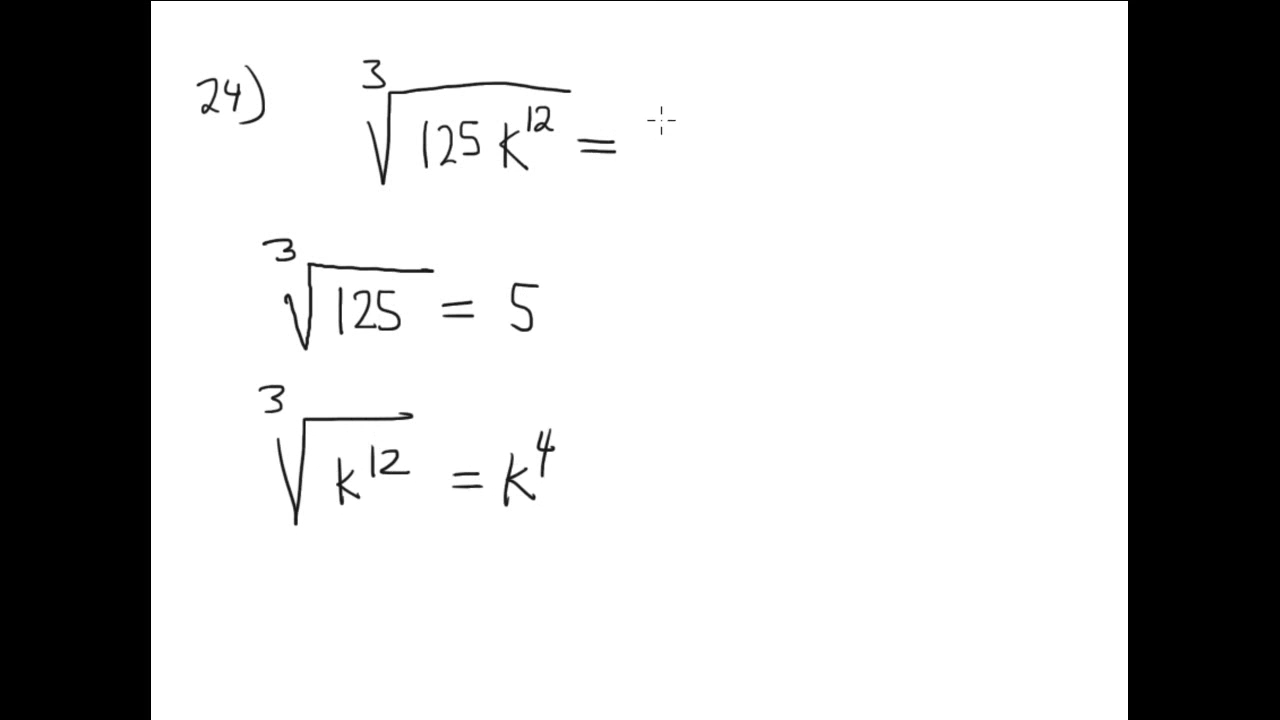 24) ∛(125k¹²) =
∛125 = 5
∛(k¹²) = k⁴